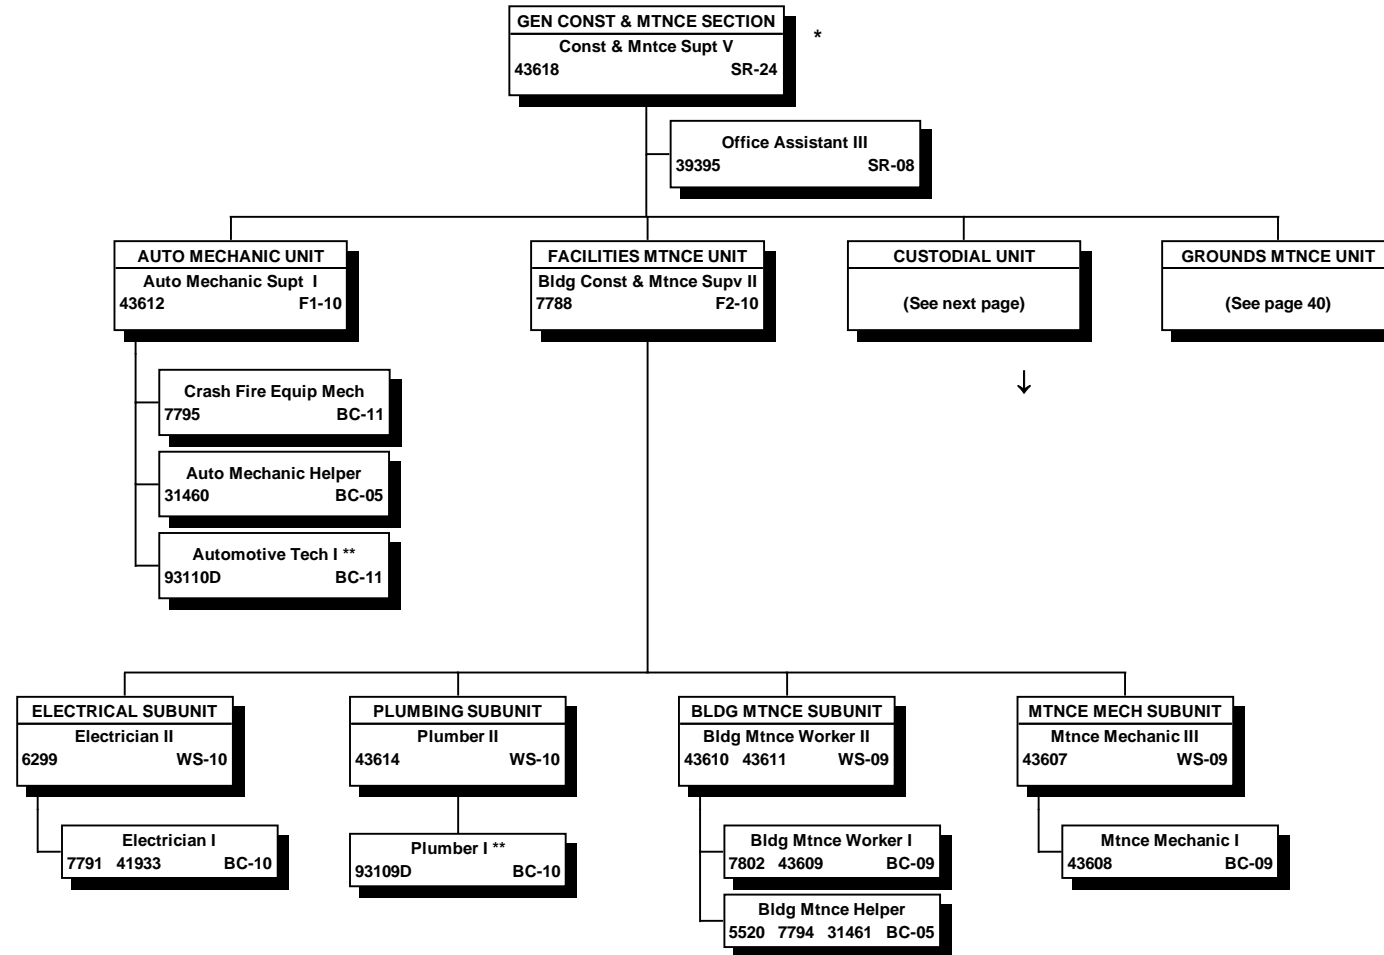 GEN CONST & MTNCE SECTION
Const & Mntce Supt V
43618 SR-24
*
Office Assistant III
39395 SR-08
AUTO MECHANIC UNIT
Auto Mechanic Supt I
43612 F1-10
FACILITIES MTNCE UNIT
Bldg Const & Mtnce Supv II
7788 F2-10
CUSTODIAL UNIT
(See next page)
GROUNDS MTNCE UNIT
(See page 40)
↓
Crash Fire Equip Mech
7795 BC-11
Auto Mechanic Helper
31460 BC-05
Automotive Tech I **
93110D BC-11
ELECTRICAL SUBUNIT
Electrician II
6299 WS-10
Electrician I
7791 41933 BC-10
PLUMBING SUBUNIT
Plumber II
43614 WS-10
Plumber I **
93109D BC-10
BLDG MTNCE SUBUNIT
Bldg Mtnce Worker II
43610 43611 WS-09
Bldg Mtnce Worker I
7802 43609 BC-09
Bldg Mtnce Helper
5520 7794 31461 BC-05
MTNCE MECH SUBUNIT
Mtnce Mechanic III
43607 WS-09
Mtnce Mechanic I
43608 BC-09